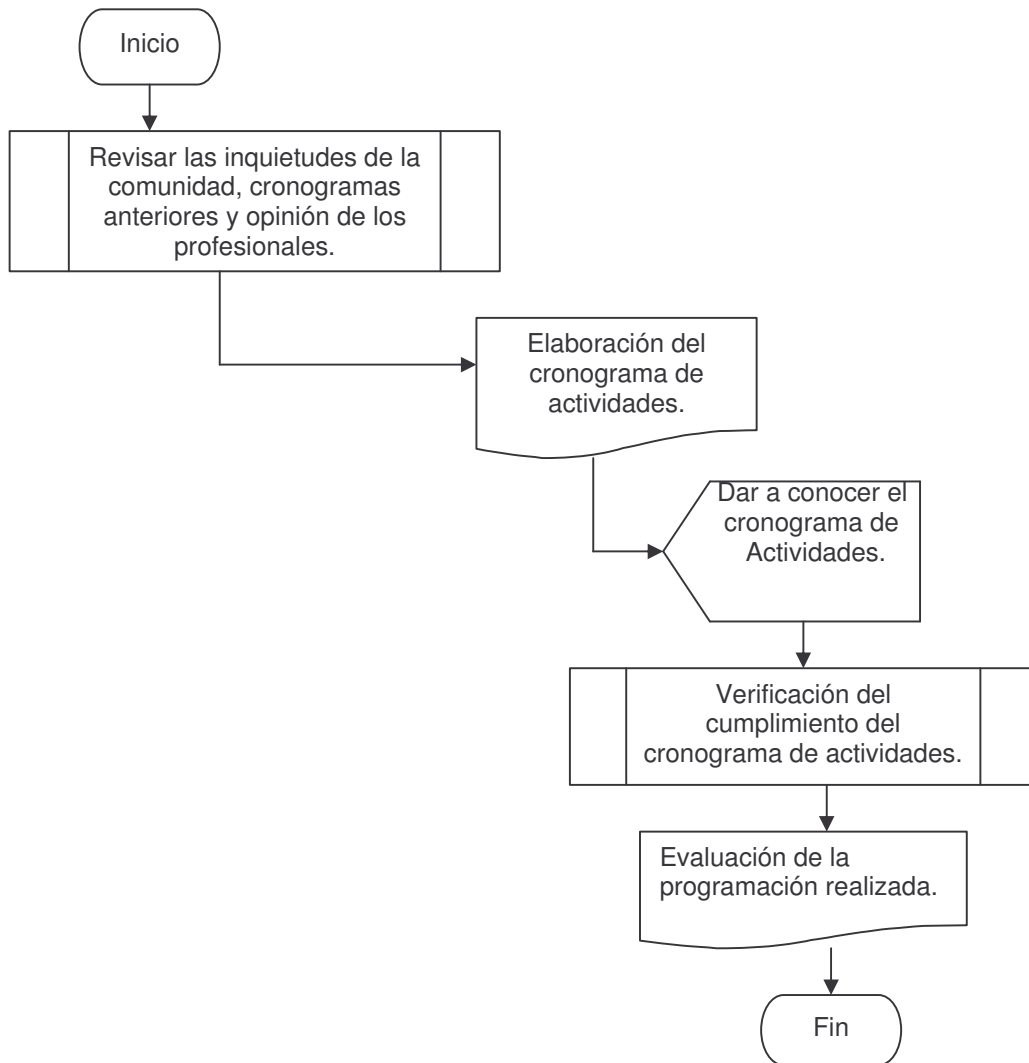 Inicio
Revisar las inquietudes de la
comunidad, cronogramas
anteriores y opinión de los
profesionales.
Elaboración del
cronograma de
actividades.
Dar a conocer el
cronograma de
Actividades.
Verificación del
cumplimiento del
cronograma de actividades.
Evaluación de la
programación realizada.
Fin